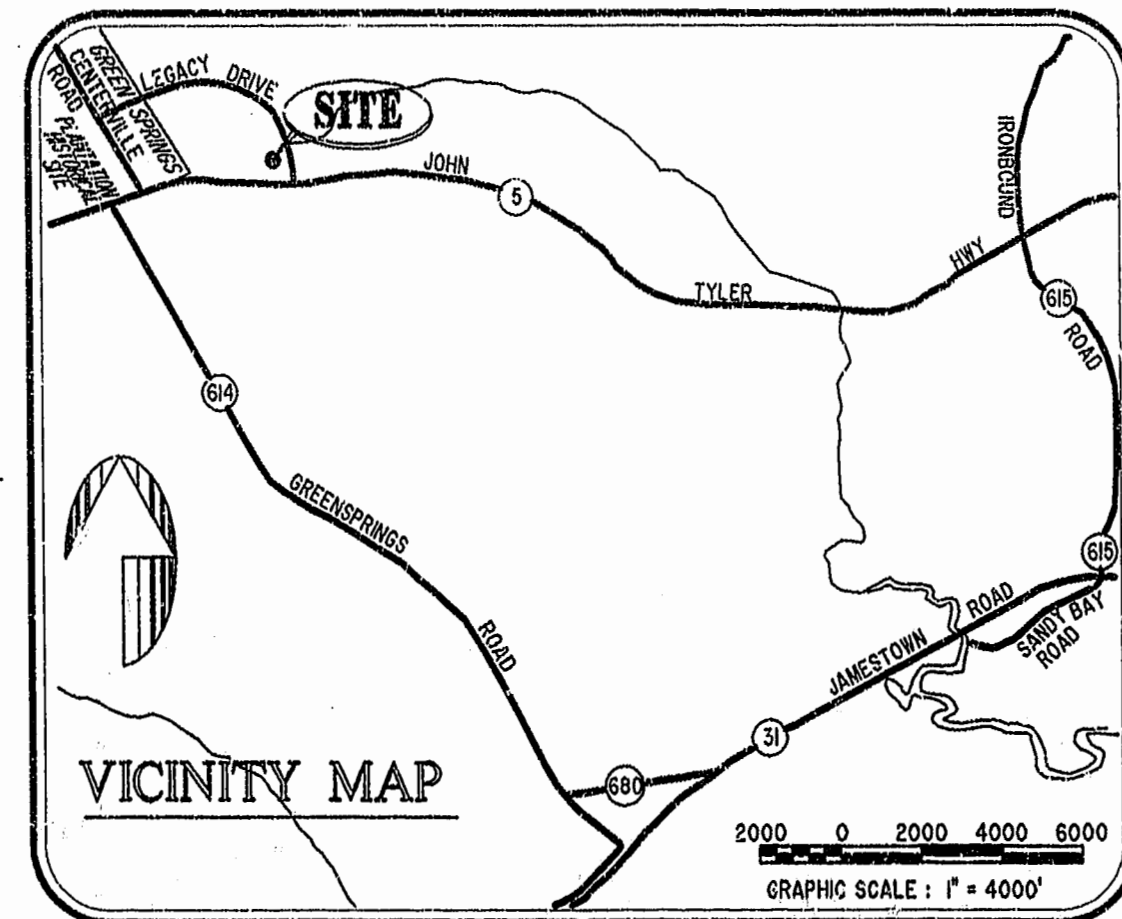 GREEN SPRINGS
PLANTATION
HISTORICAL
SITE
CENTERVILLE
ROAD
LEGACY DRIVE
SITE
JOHN
5
TYLER
HWY
IRONBOUND
615
ROAD
614
GREENSPRINGS
ROAD
615
ROAD
JAMESTOWN
SANDY BAY
ROAD
31
680
VICINITY MAP
2000 0 2000 4000 6000
GRAPHIC SCALE : 1" = 4000'